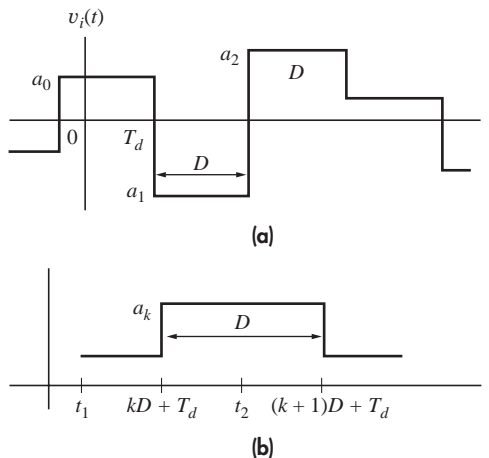 v_i(t)
a_0
a_2
D
0
T_d
D
a_1
(a)
a_k
D
t_1 kD + T_d t_2 (k + 1)D + T_d
(b)